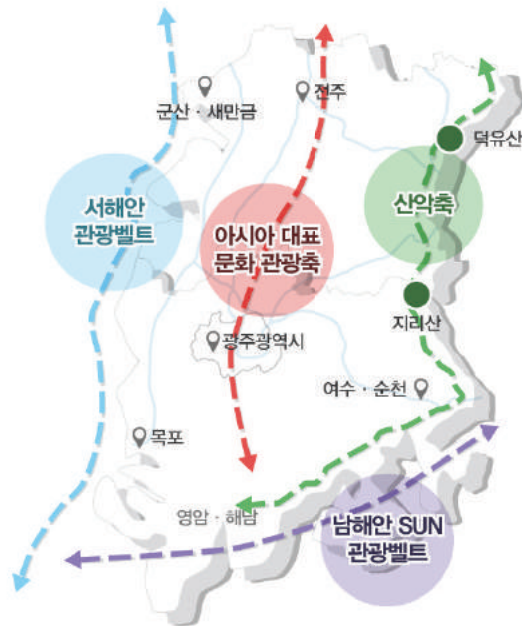 군산 · 새만금
전주
덕유산
서해안
관광벨트
아시아 대표
문화 관광축
산악축
지리산
광주광역시
여수 · 순천
목포
영암 · 해남
남해안 SUN
관광벨트